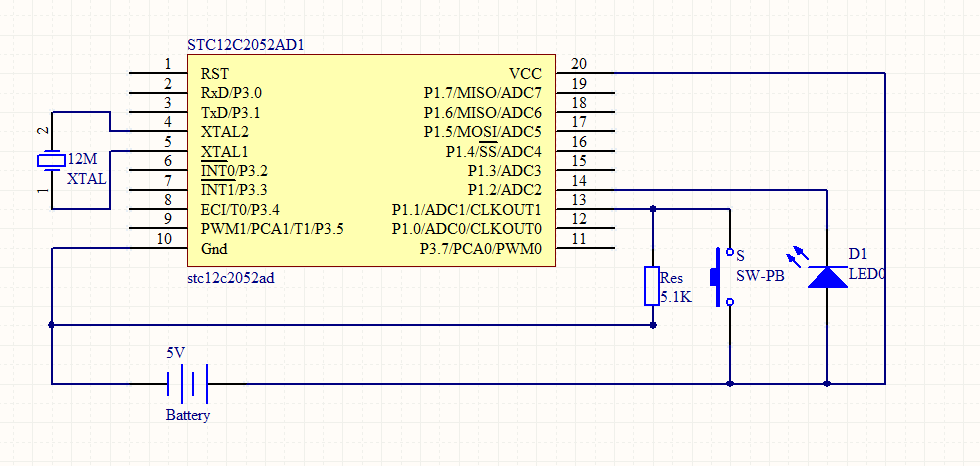 STC12C2052AD1
1 RST VCC 20
2 RxD/P3.0 P1.7/MISO/ADC7 19
3 TxD/P3.1 P1.6/MISO/ADC6 18
4 XTAL2 P1.5/MOSI/ADC5 17
5 XTAL1 P1.4/SS/ADC4 16
6 INT0/P3.2 P1.3/ADC3 15
7 INT1/P3.3 P1.2/ADC2 14
8 ECI/T0/P3.4 P1.1/ADC1/CLKOUT1 13
9 PWM1/PCA1/T1/P3.5 P1.0/ADC0/CLKOUT0 12
10 Gnd P3.7/PCA0/PWM0 11
stc12c2052ad
2
12M
XTAL
1
Res
5.1K
S
SW-PB
D1
LED0
5V
Battery